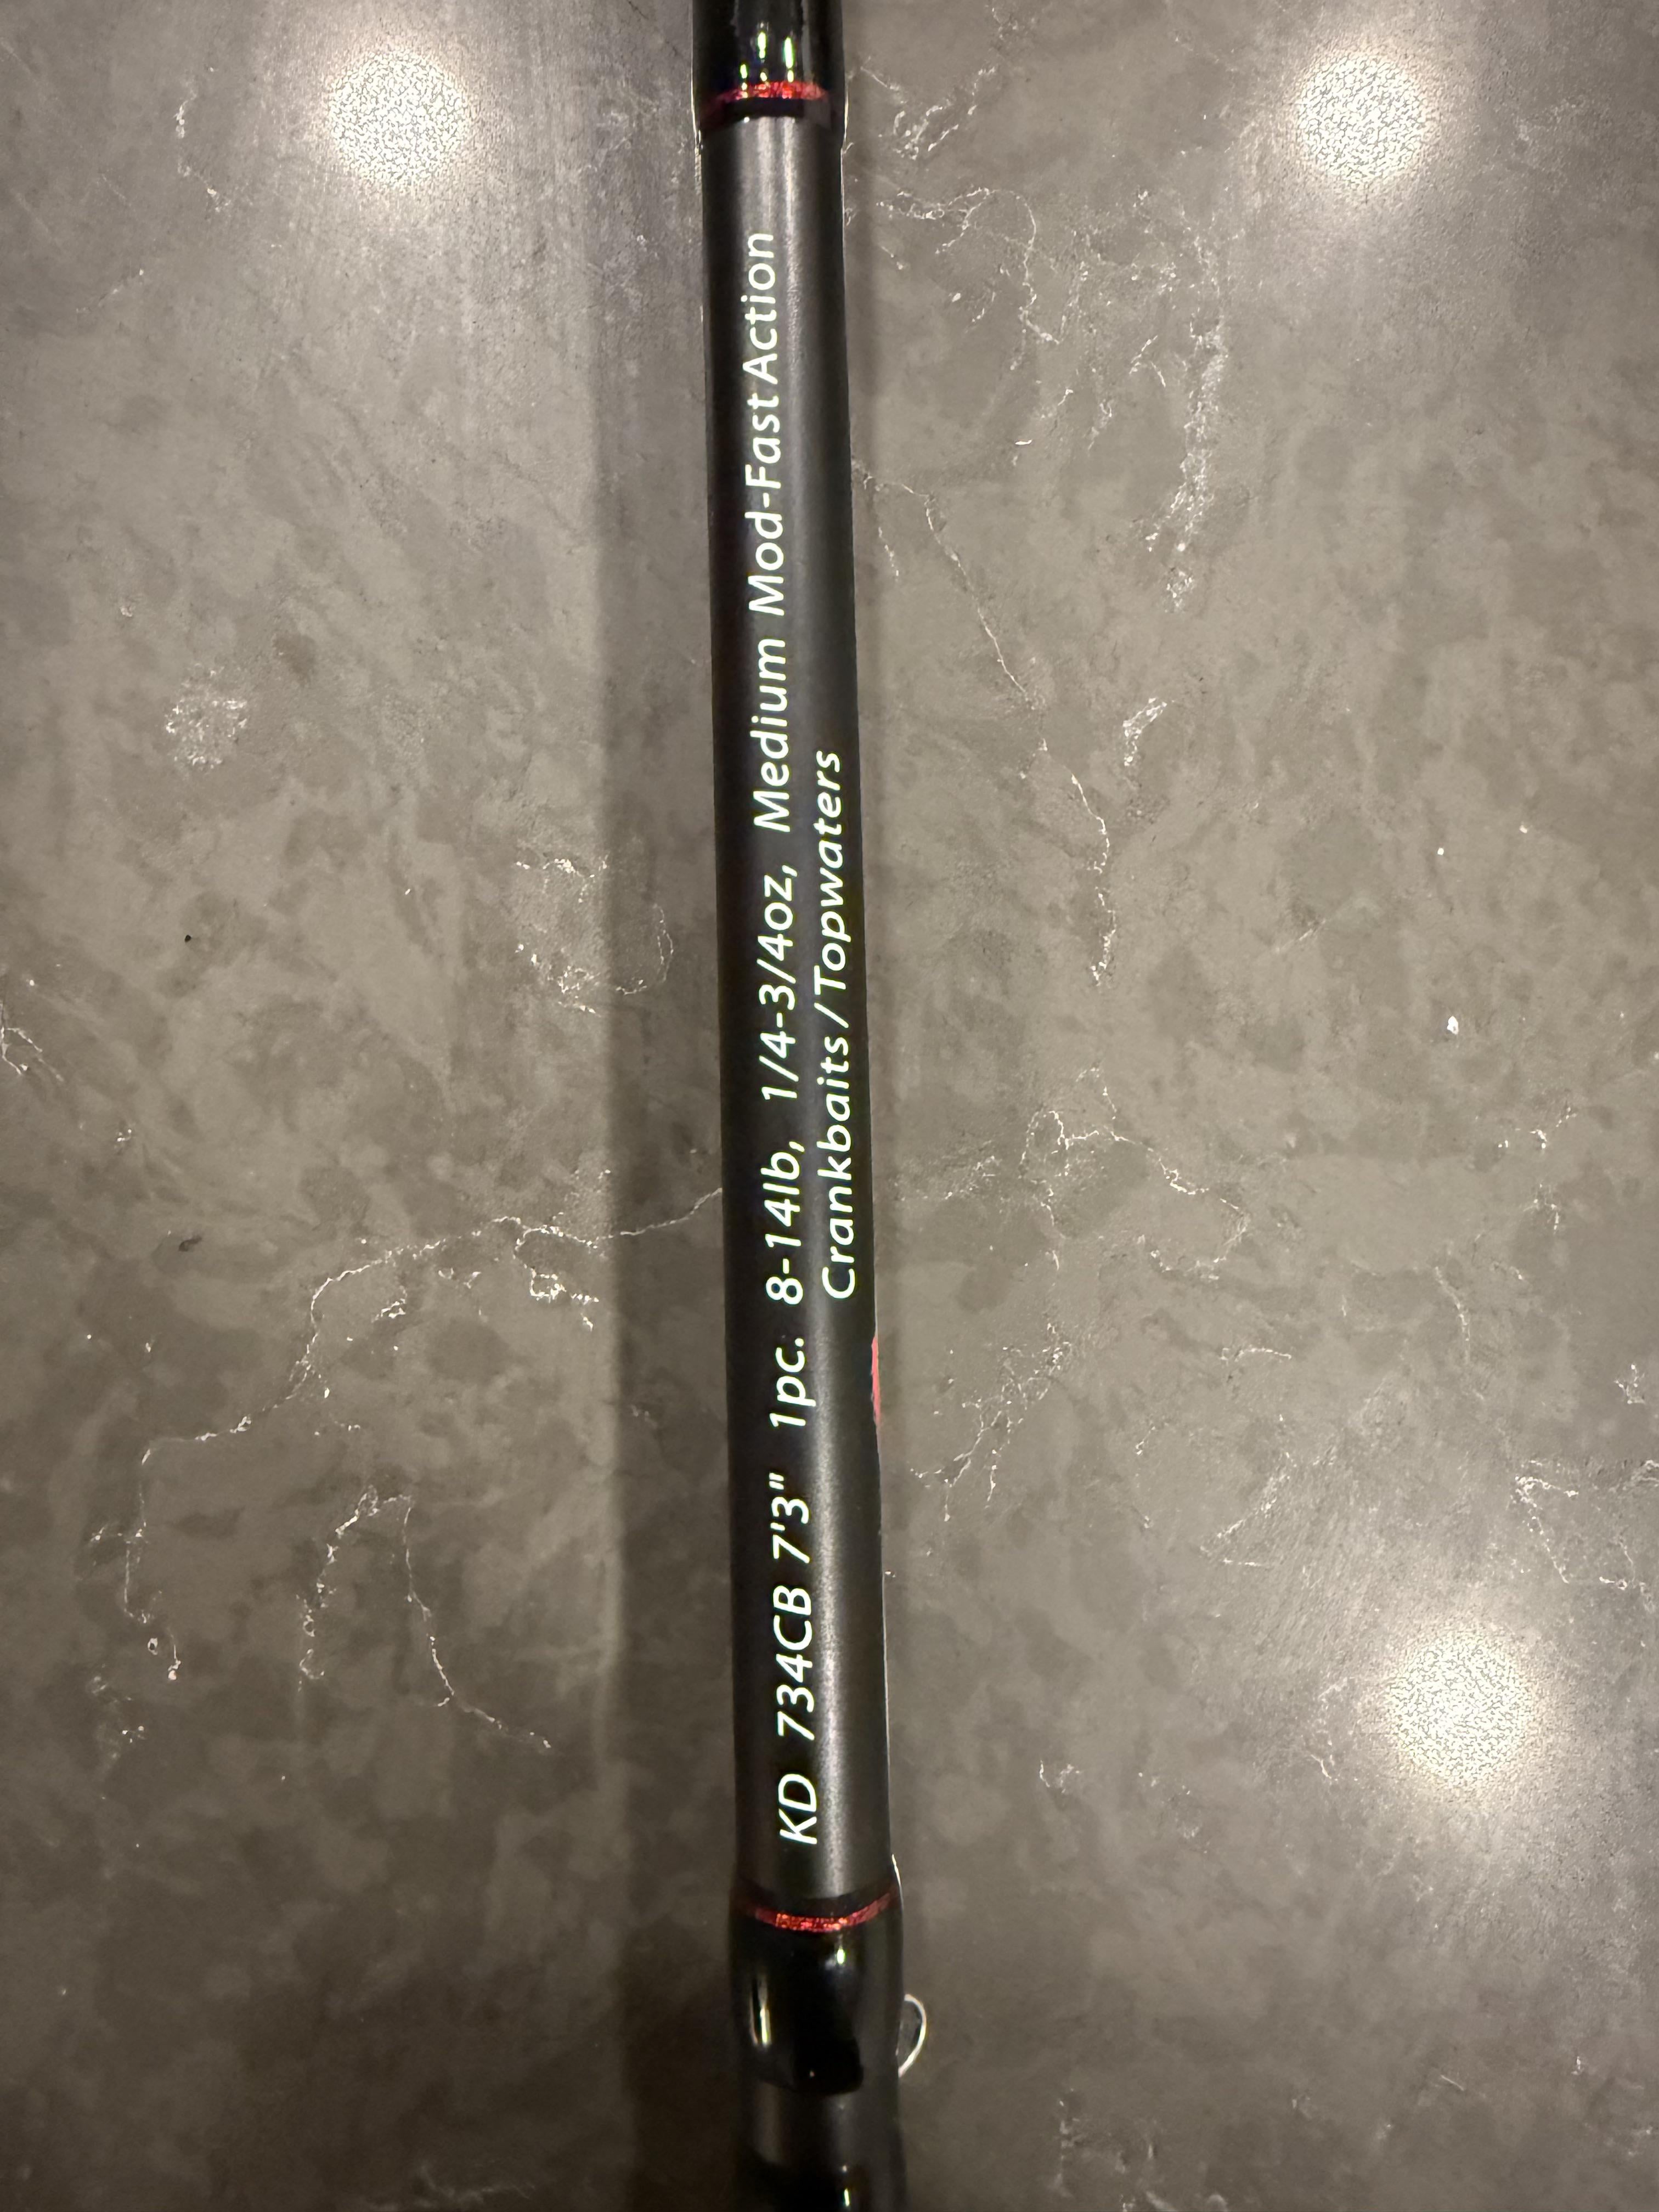 KD 734CB 7'3" 1pc. 8-14lb, 1/4-3/4oz, Medium Mod-Fast Action
Crankbaits/Topwaters